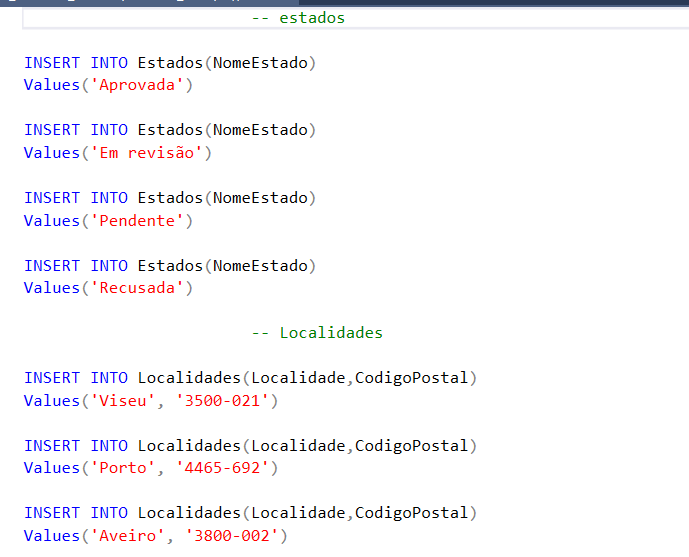 -- estados
INSERT INTO Estados(NomeEstado)
Values('Aprovada')
INSERT INTO Estados(NomeEstado)
Values('Em revisão')
INSERT INTO Estados(NomeEstado)
Values('Pendente')
INSERT INTO Estados(NomeEstado)
Values('Recusada')
-- Localidades
INSERT INTO Localidades(Localidade,CodigoPostal)
Values('Viseu', '3500-021')
INSERT INTO Localidades(Localidade,CodigoPostal)
Values('Porto', '4465-692')
INSERT INTO Localidades(Localidade,CodigoPostal)
Values('Aveiro', '3800-002')